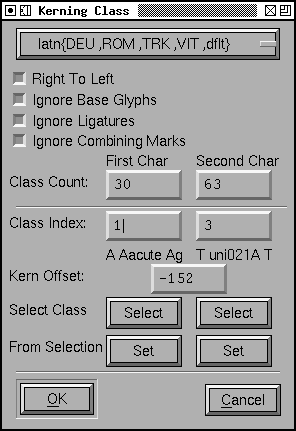 Kerning Class
latn{DEU ,ROM ,TRK ,VIT ,dflt}
Right To Left
Ignore Base Glyphs
Ignore Ligatures
Ignore Combining Marks
First Char Second Char
Class Count: 30 63
Class Index: 1 3
A Aacute Ag T uni021A T
Kern Offset: -152
Select Class Select Select
From Selection Set Set
OK Cancel